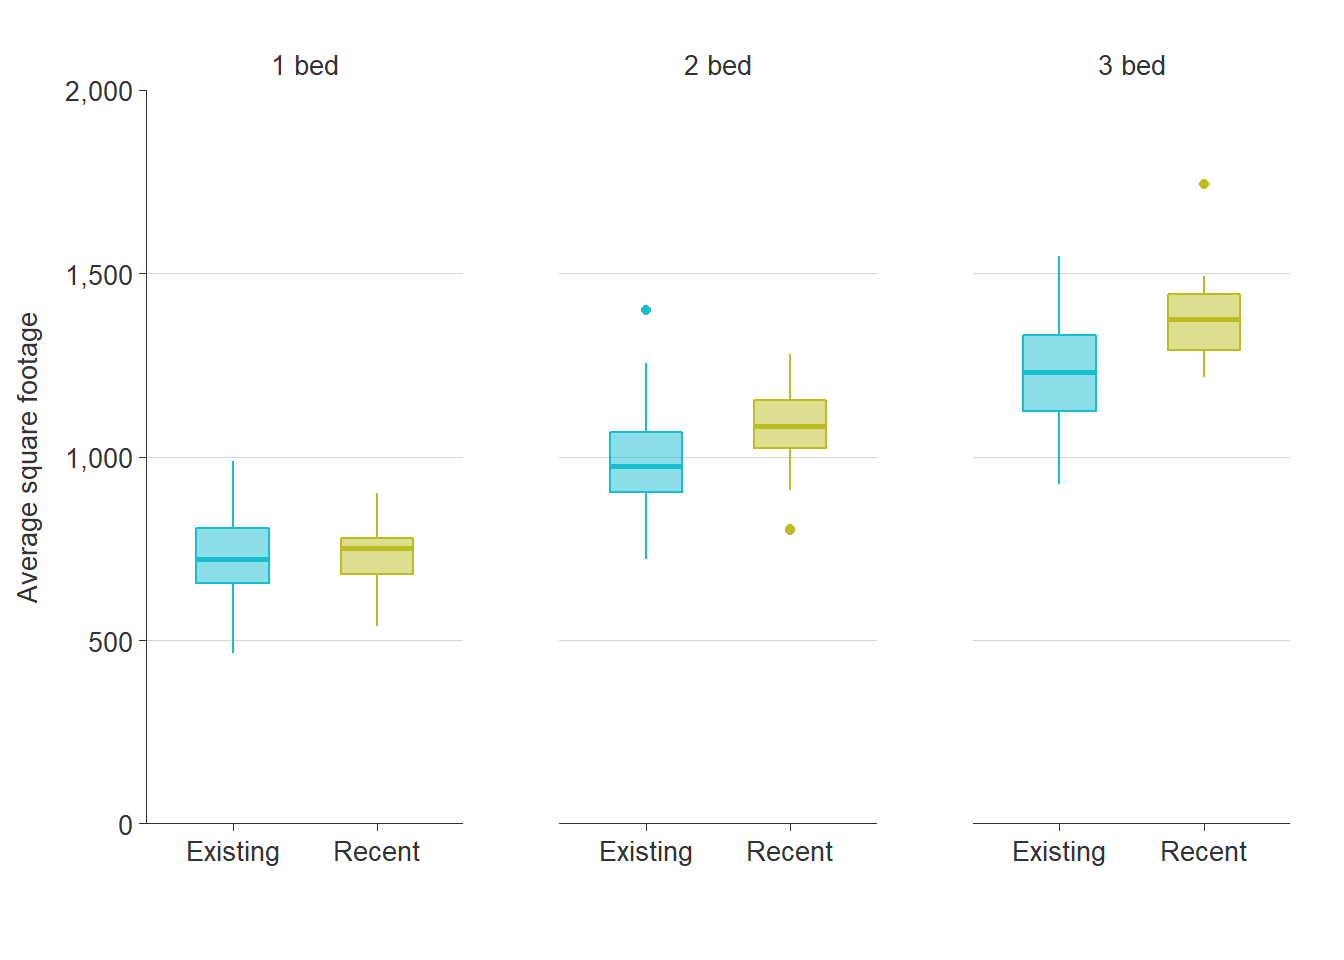 1 bed
2 bed
3 bed
2,000
1,500
1,000
500
0
Average square footage
Existing
Recent
Existing
Recent
Existing
Recent